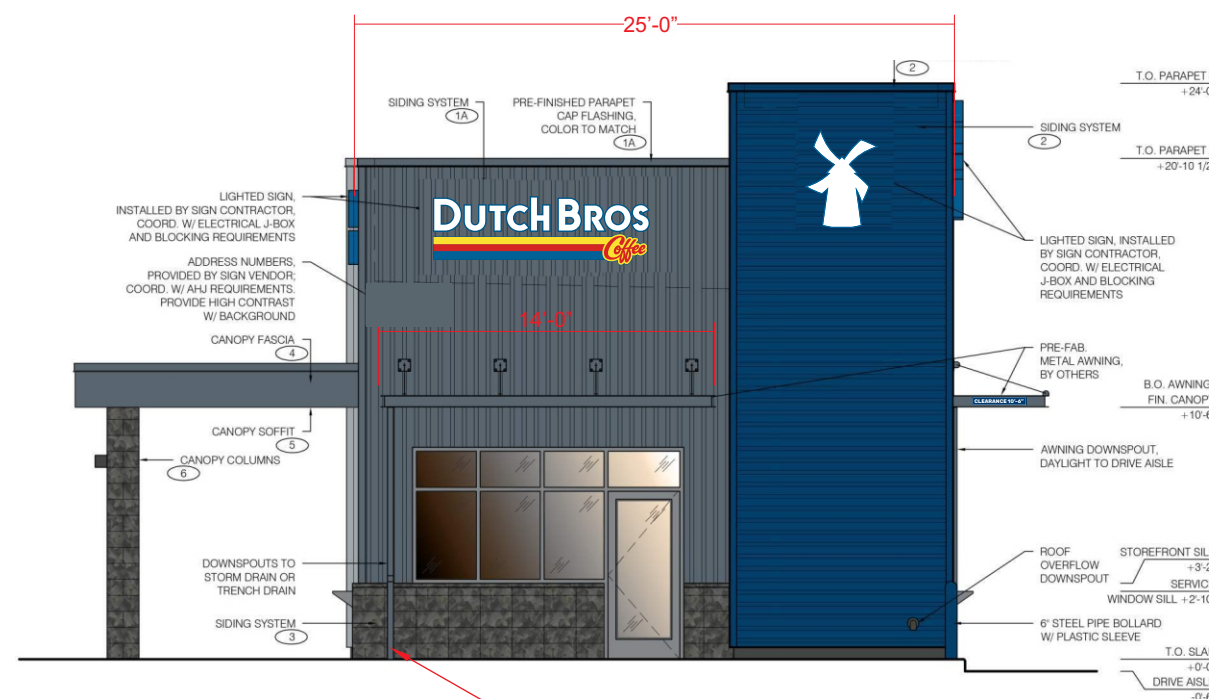 25'-0"
2
T.O. PARAPET
+24'-0
SIDING SYSTEM
1A
PRE-FINISHED PARAPET
CAP FLASHING,
COLOR TO MATCH
1A
SIDING SYSTEM
2
T.O. PARAPET
+20'-10 1/2
LIGHTED SIGN,
INSTALLED BY SIGN CONTRACTOR,
COORD. W/ ELECTRICAL J-BOX
AND BLOCKING REQUIREMENTS
DUTCH BROS
Coffee
LIGHTED SIGN, INSTALLED
BY SIGN CONTRACTOR,
COORD. W/ ELECTRICAL
J-BOX AND BLOCKING
REQUIREMENTS
ADDRESS NUMBERS,
PROVIDED BY SIGN VENDOR;
COORD. W/ AHJ REQUIREMENTS.
PROVIDE HIGH CONTRAST
W/ BACKGROUND
14'-0"
CANOPY FASCIA
4
PRE-FAB.
METAL AWNING,
BY OTHERS
B.O. AWNING
FIN. CANOPY
+10'-6
CLEARANCE 10'-6"
CANOPY SOFFIT
5
CANOPY COLUMNS
6
AWNING DOWNSPOUT,
DAYLIGHT TO DRIVE AISLE
DOWNSPOUTS TO
STORM DRAIN OR
TRENCH DRAIN
ROOF
OVERFLOW
DOWNSPOUT
STOREFRONT SIL
+3'-2
SERVIC
WINDOW SILL +2'-10
SIDING SYSTEM
3
6" STEEL PIPE BOLLARD
W/ PLASTIC SLEEVE
T.O. SLA
+0'-0
DRIVE AISL
-0'-6